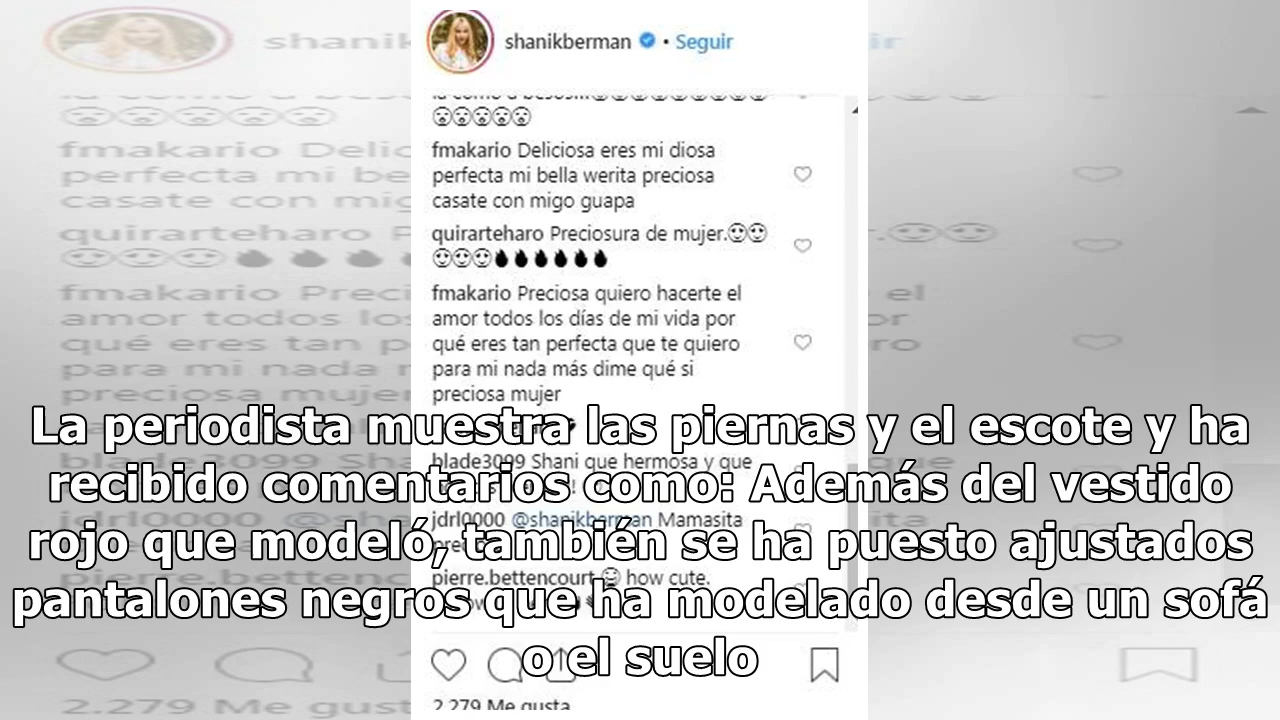 shanikberman • Seguir
fmakario Deliciosa eres mi diosa
perfecta mi bella werita preciosa
casate con migo guapa
quirarteharo Preciosura de mujer.
fmakario Preciosa quiero hacerte el
amor todos los días de mi vida por
qué eres tan perfecta que te quiero
para mi nada más dime qué si
preciosa mujer
blade3099 Shani que hermosa y que
jdrl0000 @shanikberman Mamasita
pierre.bettencourt how cute.
2.279 Me gusta
La periodista muestra las piernas y el escote y ha
recibido comentarios como: Además del vestido
rojo que modeló, también se ha puesto ajustados
pantalones negros que ha modelado desde un sofá
o el suelo